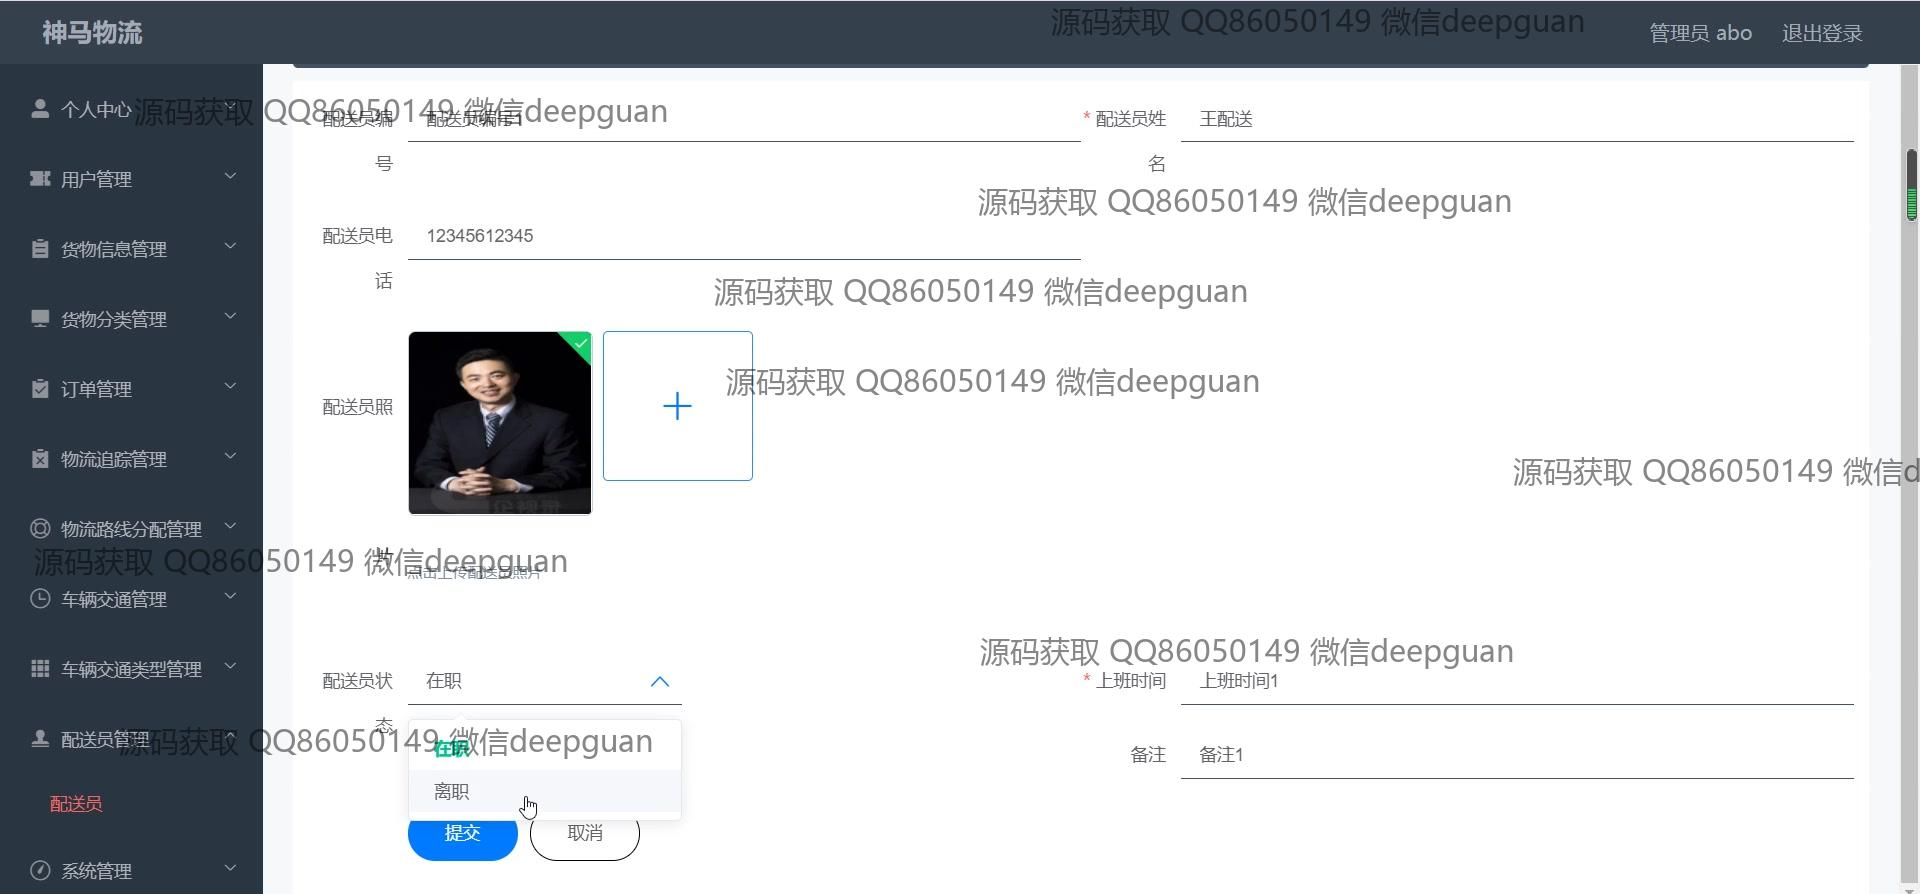 神马物流
源码获取 QQ86050149 微信deepguan
管理员 abo
退出登录
个人中心
源码获取 QQ86050149 微信deepguan
配送员编号
配送员编号1
* 配送员姓名
王配送
用户管理
源码获取 QQ86050149 微信deepguan
货物信息管理
配送员电话
12345612345
源码获取 QQ86050149 微信deepguan
货物分类管理
订单管理
配送员照片
源码获取 QQ86050149 微信deepguan
物流追踪管理
源码获取 QQ86050149 微信d
物流路线分配管理
源码获取 QQ86050149 微信deepguan
点击上传配送员照片
车辆交通管理
源码获取 QQ86050149 微信deepguan
车辆交通类型管理
配送员状态
在职
* 上班时间
上班时间1
配送员管理
源码获取 QQ86050149 微信deepguan
在职
备注
备注1
离职
配送员
提交
取消
系统管理